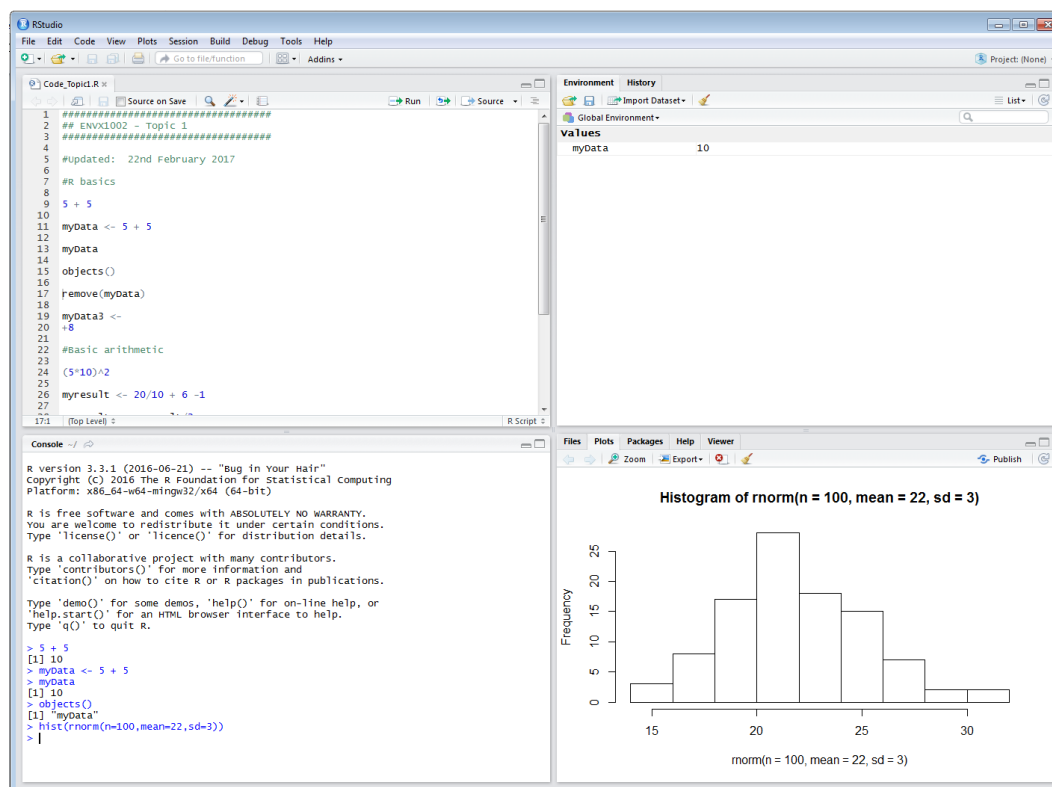 RStudio
File Edit Code View Plots Session Build Debug Tools Help
Go to file/function Addins Project: (None)
Code_Topic1.R
Source on Save Run Source
1 ###################################
2 ## ENVX1002 - Topic 1
3 ###################################
4
5 #Updated:  22nd February 2017
6
7 #R basics
8
9 5 + 5
10
11 myData <- 5 + 5
12
13 myData
14
15 objects()
16
17 remove(myData)
18
19 myData3 <-
20 +8
21
22 #Basic arithmetic
23
24 (5*10)^2
25
26 myresult <- 20/10 + 6 -1
27
17:1 (Top Level) R Script
Console ~/
R version 3.3.1 (2016-06-21) -- "Bug in Your Hair"
Copyright (C) 2016 The R Foundation for Statistical Computing
Platform: x86_64-w64-mingw32/x64 (64-bit)
R is free software and comes with ABSOLUTELY NO WARRANTY.
You are welcome to redistribute it under certain conditions.
Type 'license()' or 'licence()' for distribution details.
R is a collaborative project with many contributors.
Type 'contributors()' for more information and
'citation()' on how to cite R or R packages in publications.
Type 'demo()' for some demos, 'help()' for on-line help, or
'help.start()' for an HTML browser interface to help.
Type 'q()' to quit R.
> 5 + 5
[1] 10
> myData <- 5 + 5
> myData
[1] 10
> objects()
[1] "myData"
> hist(rnorm(n=100,mean=22,sd=3))
>
Environment History
Import Dataset List
Global Environment
Values
myData 10
Files Plots Packages Help Viewer
Zoom Export Publish
Histogram of rnorm(n = 100, mean = 22, sd = 3)
Frequency
25
20
15
10
5
0
15 20 25 30
rnorm(n = 100, mean = 22, sd = 3)